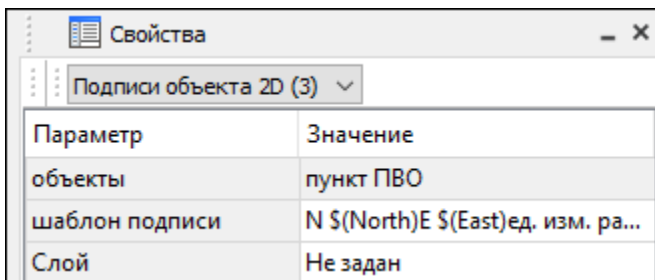 Свойства
Подписи объекта 2D (3)
Параметр Значение
объекты пункт ПВО
шаблон подписи N $(North)E $(East)ед. изм. ра...
Слой Не задан